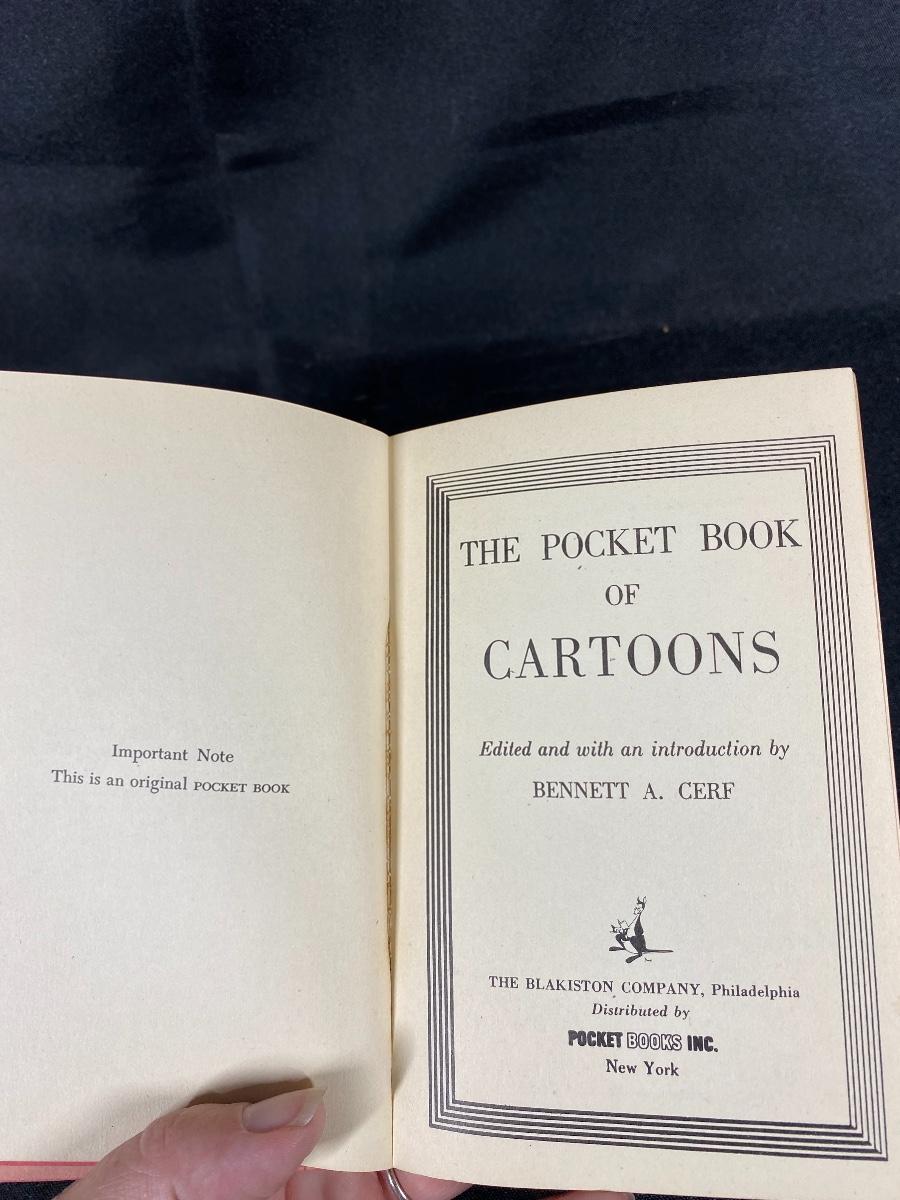 Important Note
This is an original POCKET BOOK
THE POCKET BOOK
OF
CARTOONS
Edited and with an introduction by
BENNETT A. CERF
THE BLAKISTON COMPANY, Philadelphia
Distributed by
POCKET BOOKS INC.
New York